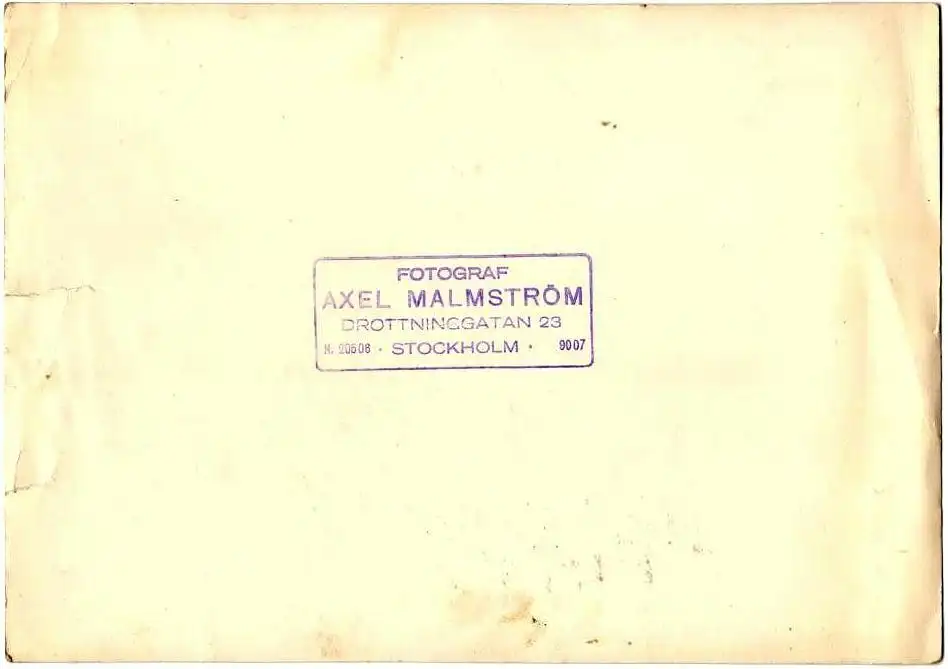 FOTOGRAF
AXEL MALMSTRÖM
DROTTNINGGATAN 23
N. 20506 · STOCKHOLM · 9007